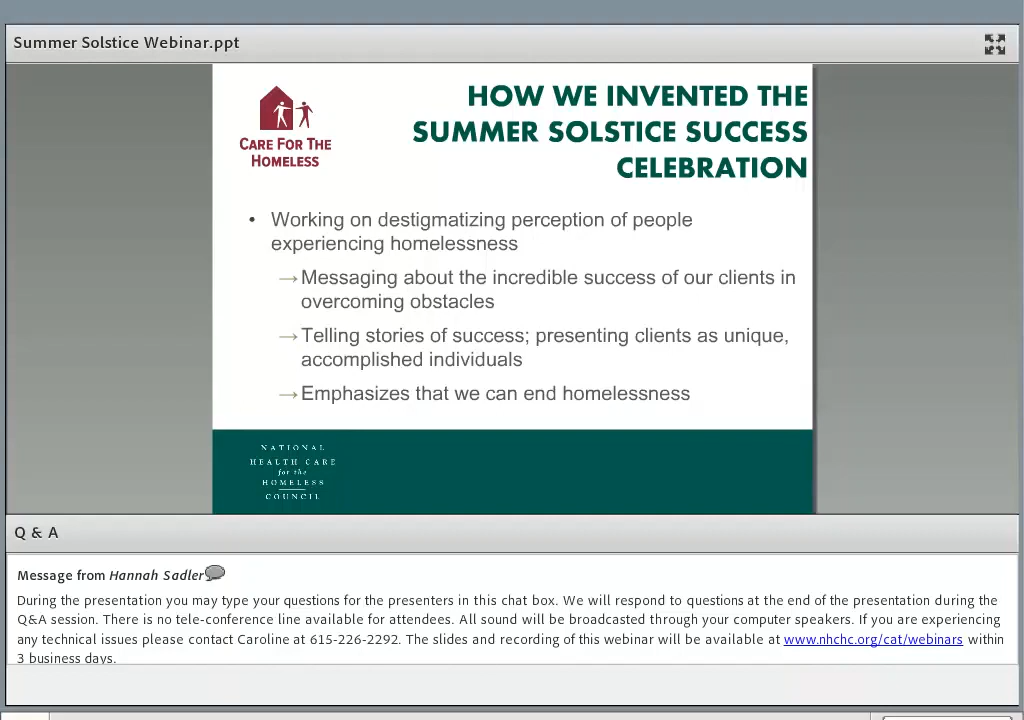 Summer Solstice Webinar.ppt
CARE FOR THE
HOMELESS
HOW WE INVENTED THE
SUMMER SOLSTICE SUCCESS
CELEBRATION
• Working on destigmatizing perception of people
experiencing homelessness
→Messaging about the incredible success of our clients in
overcoming obstacles
→Telling stories of success; presenting clients as unique,
accomplished individuals
→Emphasizes that we can end homelessness
NATIONAL
HEALTH CARE
for the
HOMELESS
COUNCIL
Q & A
Message from Hannah Sadler
During the presentation you may type your questions for the presenters in this chat box. We will respond to questions at the end of the presentation during the
Q&A session. There is no tele-conference line available for attendees. All sound will be broadcasted through your computer speakers. If you are experiencing
any technical issues please contact Caroline at 615-226-2292. The slides and recording of this webinar will be available at www.nhchc.org/cat/webinars within
3 business days.